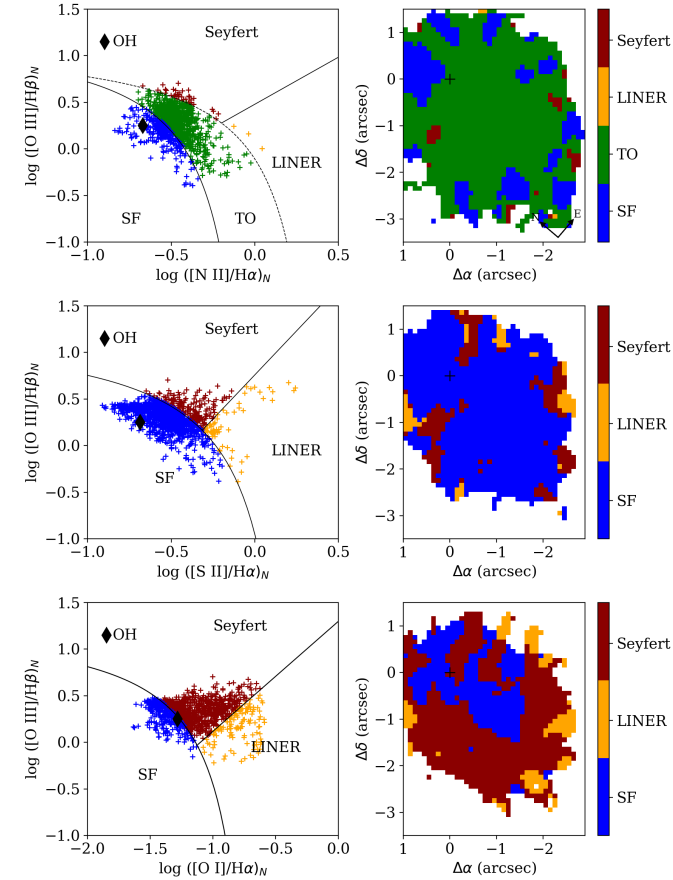 1.5
1.0
0.5
0.0
−0.5
−1.0
log ([O III]/Hβ)N
OH
Seyfert
LINER
SF
TO
−1.0 −0.5 0.0 0.5
log ([N II]/Hα)N
1
0
−1
−2
−3
Δδ (arcsec)
N
E
1 0 −1 −2
Δα (arcsec)
Seyfert
LINER
TO
SF
1.5
1.0
0.5
0.0
−0.5
−1.0
log ([O III]/Hβ)N
OH
Seyfert
LINER
SF
−1.0 −0.5 0.0 0.5
log ([S II]/Hα)N
1
0
−1
−2
−3
Δδ (arcsec)
1 0 −1 −2
Δα (arcsec)
Seyfert
LINER
SF
1.5
1.0
0.5
0.0
−0.5
−1.0
log ([O III]/Hβ)N
OH
Seyfert
LINER
SF
−2.0 −1.5 −1.0 −0.5 0.0
log ([O I]/Hα)N
1
0
−1
−2
−3
Δδ (arcsec)
1 0 −1 −2
Δα (arcsec)
Seyfert
LINER
SF